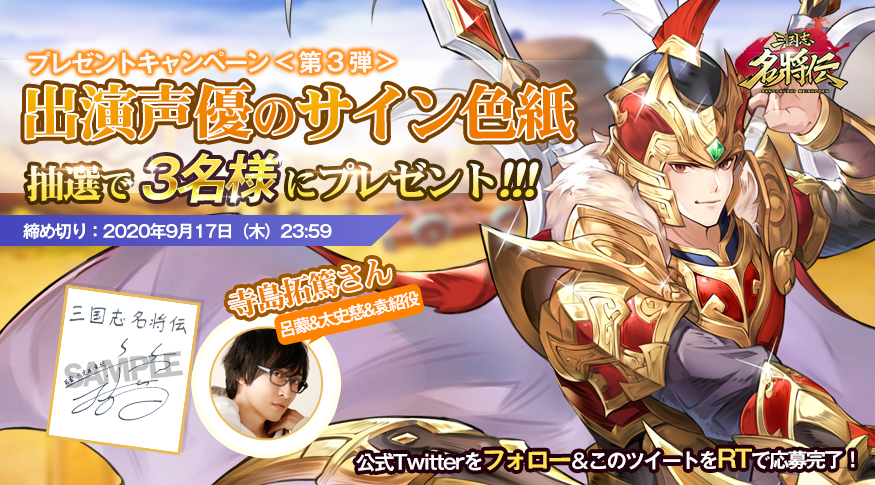 プレゼントキャンペーン＜第3弾＞
三国志
名将伝
出演声優のサイン色紙
抽選で3名様にプレゼント!!!
締め切り：2020年9月17日（木）23:59
寺島拓篤さん
呂蒙&太史慈&袁紹役
三国志名将伝
SAMPLE
公式Twitterをフォロー&このツイートをRTで応募完了！